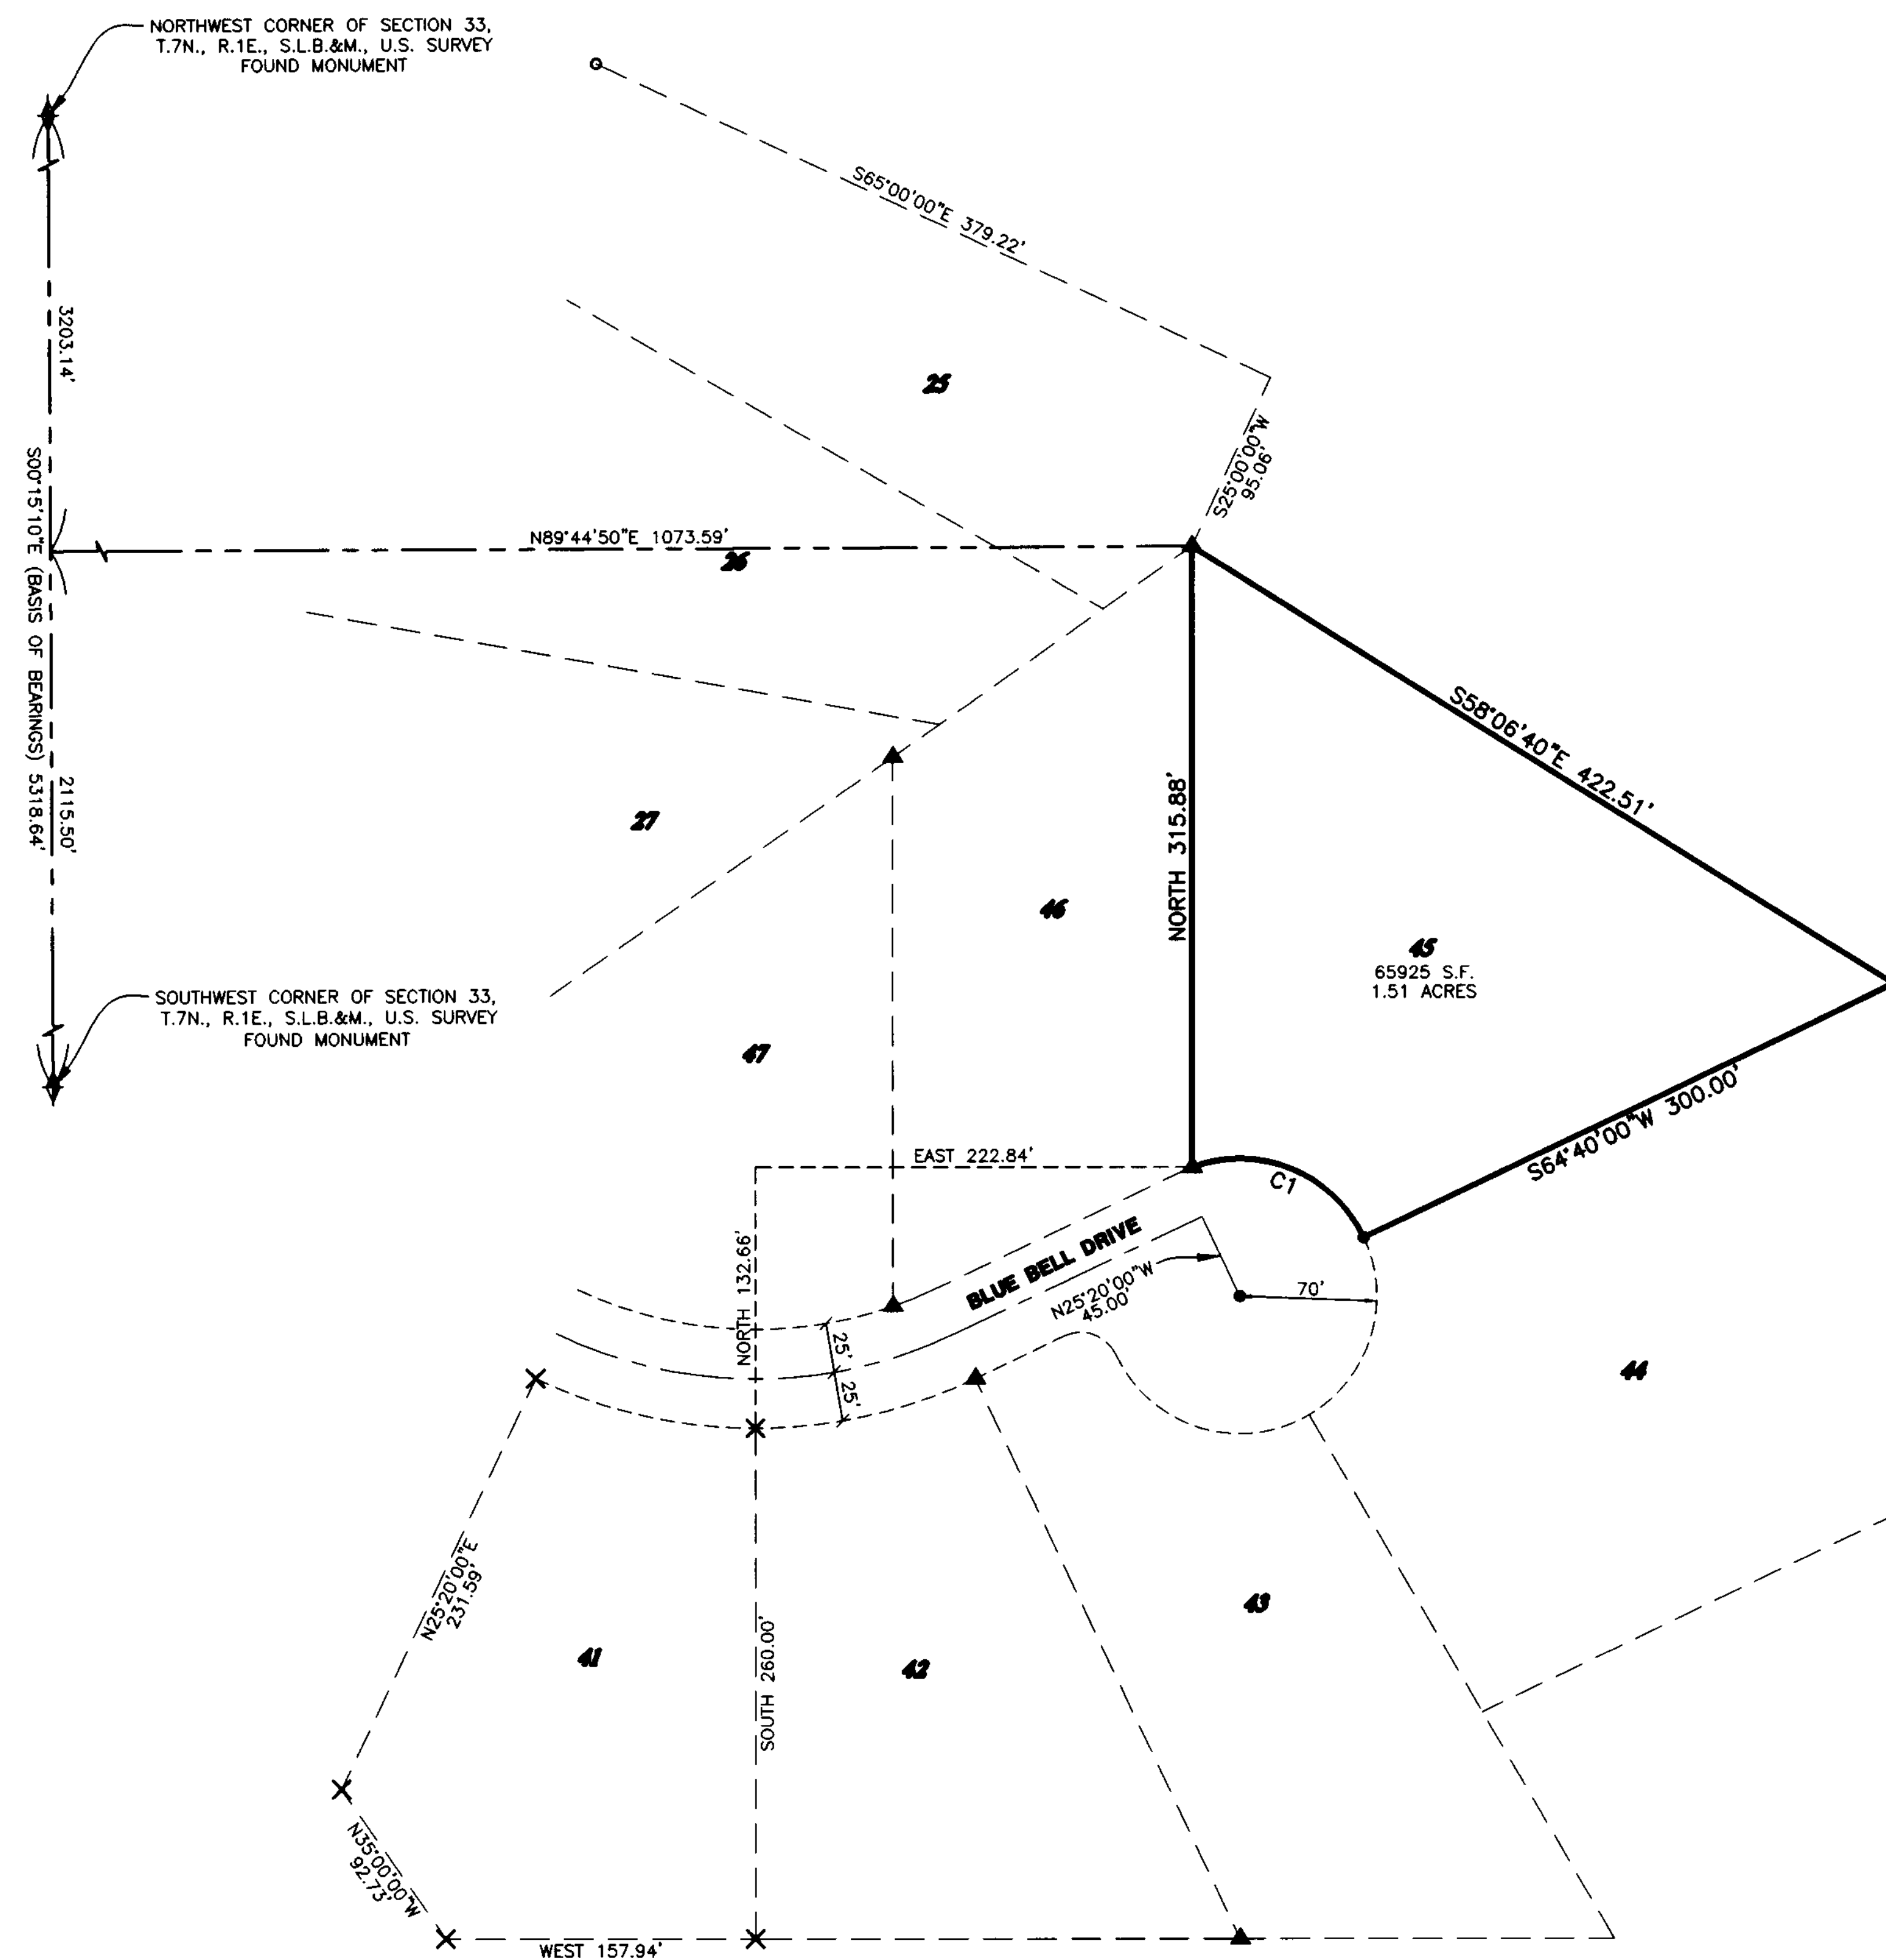 NORTHWEST CORNER OF SECTION 33,
T.7N., R.1E., S.L.B.&M., U.S. SURVEY
FOUND MONUMENT
S65°00'00"E 379.22'
3203.14'
25
S25°00'00"W
95.06'
N89°44'50"E 1073.59'
26
S00°15'10"E (BASIS OF BEARINGS) 5318.64'
S58°06'40"E 422.51'
2115.50'
27
NORTH 315.88'
46
45
65925 S.F.
1.51 ACRES
SOUTHWEST CORNER OF SECTION 33,
T.7N., R.1E., S.L.B.&M., U.S. SURVEY
FOUND MONUMENT
47
S64°40'00"W 300.00'
EAST 222.84'
C1
BLUE BELL DRIVE
NORTH 132.66'
N25°20'00"W
45.00'
70'
25'
25'
44
N25°20'00"E
231.59'
43
41
42
SOUTH 260.00'
N35°00'00"W
92.73'
WEST 157.94'